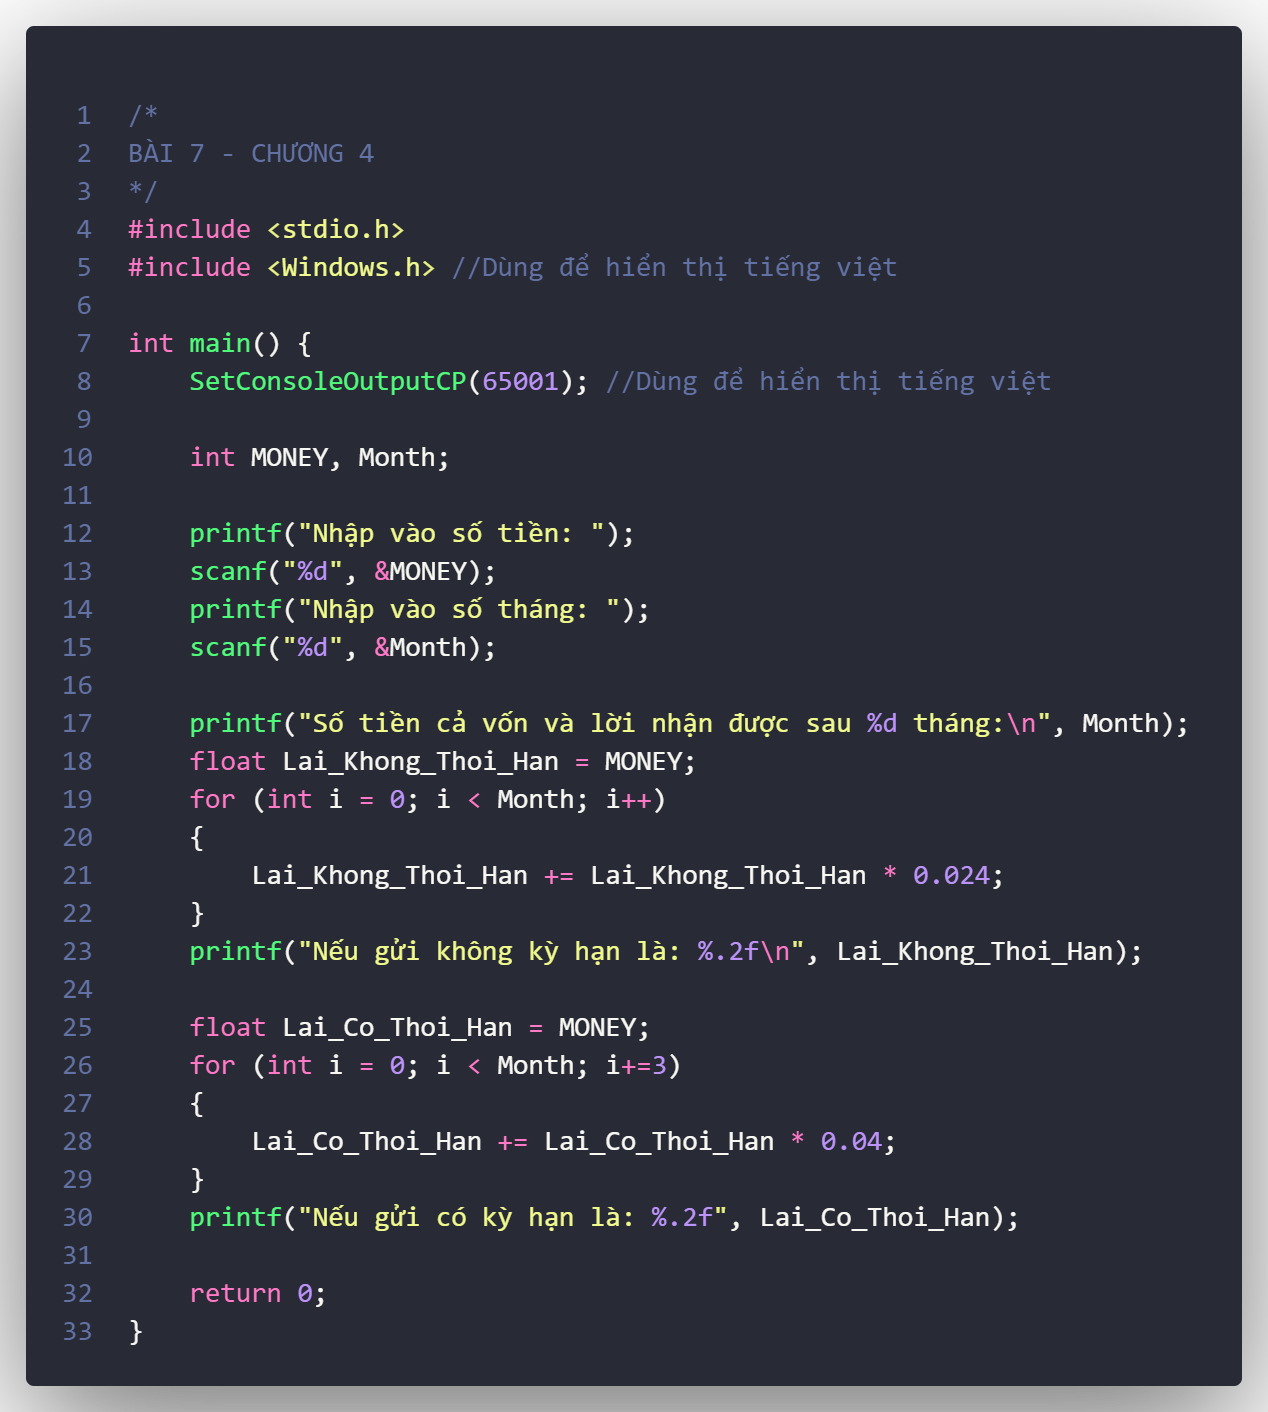 1 /*
2 BÀI 7 - CHƯƠNG 4
3 */
4 #include <stdio.h>
5 #include <Windows.h> //Dùng để hiển thị tiếng việt
6
7 int main() {
8     SetConsoleOutputCP(65001); //Dùng để hiển thị tiếng việt
9
10     int MONEY, Month;
11
12     printf("Nhập vào số tiền: ");
13     scanf("%d", &MONEY);
14     printf("Nhập vào số tháng: ");
15     scanf("%d", &Month);
16
17     printf("Số tiền cả vốn và lời nhận được sau %d tháng:\n", Month);
18     float Lai_Khong_Thoi_Han = MONEY;
19     for (int i = 0; i < Month; i++)
20     {
21         Lai_Khong_Thoi_Han += Lai_Khong_Thoi_Han * 0.024;
22     }
23     printf("Nếu gửi không kỳ hạn là: %.2f\n", Lai_Khong_Thoi_Han);
24
25     float Lai_Co_Thoi_Han = MONEY;
26     for (int i = 0; i < Month; i+=3)
27     {
28         Lai_Co_Thoi_Han += Lai_Co_Thoi_Han * 0.04;
29     }
30     printf("Nếu gửi có kỳ hạn là: %.2f", Lai_Co_Thoi_Han);
31
32     return 0;
33 }